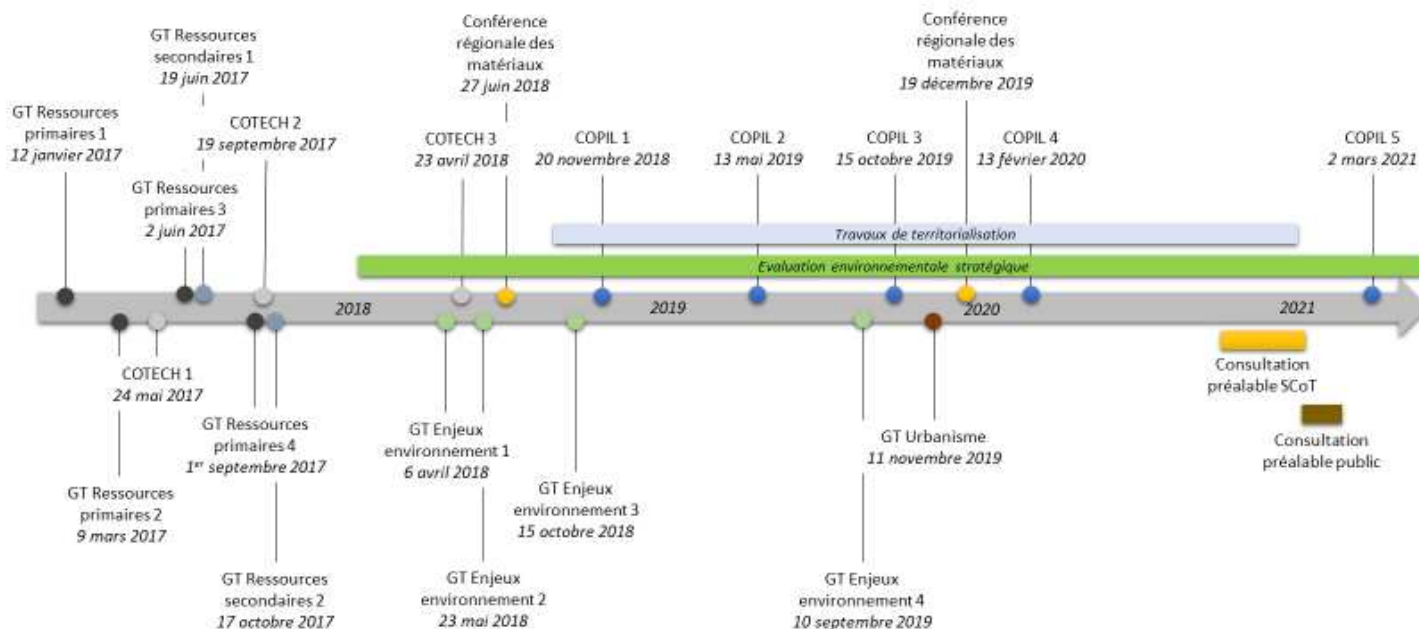 GT Ressources
primaires 1
12 janvier 2017
GT Ressources
secondaires 1
19 juin 2017
GT Ressources
primaires 3
2 juin 2017
COTECH 2
19 septembre 2017
COTECH 3
23 avril 2018
Conférence
régionale des
matériaux
27 juin 2018
COPIL 1
20 novembre 2018
COPIL 2
13 mai 2019
COPIL 3
15 octobre 2019
Conférence
régionale des
matériaux
19 décembre 2019
COPIL 4
13 février 2020
COPIL 5
2 mars 2021
Travaux de territorialisation
Evaluation environnementale stratégique
2018
2019
2020
2021
COTECH 1
24 mai 2017
GT Ressources
primaires 2
9 mars 2017
GT Ressources
primaires 4
1er septembre 2017
GT Ressources
secondaires 2
17 octobre 2017
GT Enjeux
environnement 1
6 avril 2018
GT Enjeux
environnement 2
23 mai 2018
GT Enjeux
environnement 3
15 octobre 2018
GT Enjeux
environnement 4
10 septembre 2019
GT Urbanisme
11 novembre 2019
Consultation
préalable SCoT
Consultation
préalable public